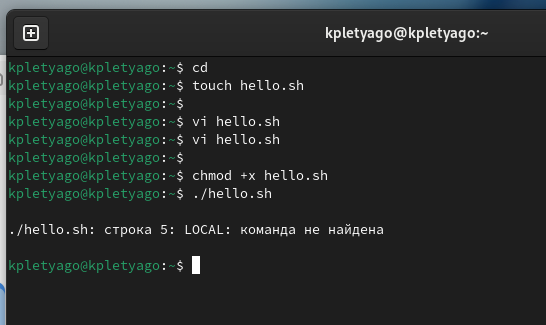 kpletyago@kpletyago:~
kpletyago@kpletyago:~$ cd
kpletyago@kpletyago:~$ touch hello.sh
kpletyago@kpletyago:~$
kpletyago@kpletyago:~$ vi hello.sh
kpletyago@kpletyago:~$ vi hello.sh
kpletyago@kpletyago:~$
kpletyago@kpletyago:~$ chmod +x hello.sh
kpletyago@kpletyago:~$ ./hello.sh
./hello.sh: строка 5: LOCAL: команда не найдена
kpletyago@kpletyago:~$